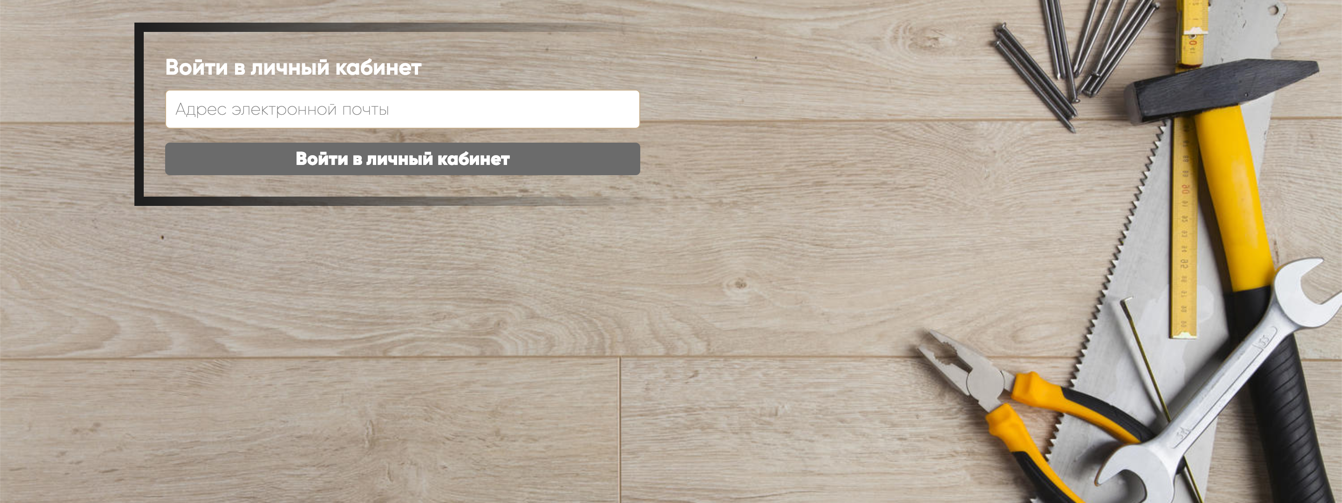 Войти в личный кабинет
Адрес электронной почты
Войти в личный кабинет